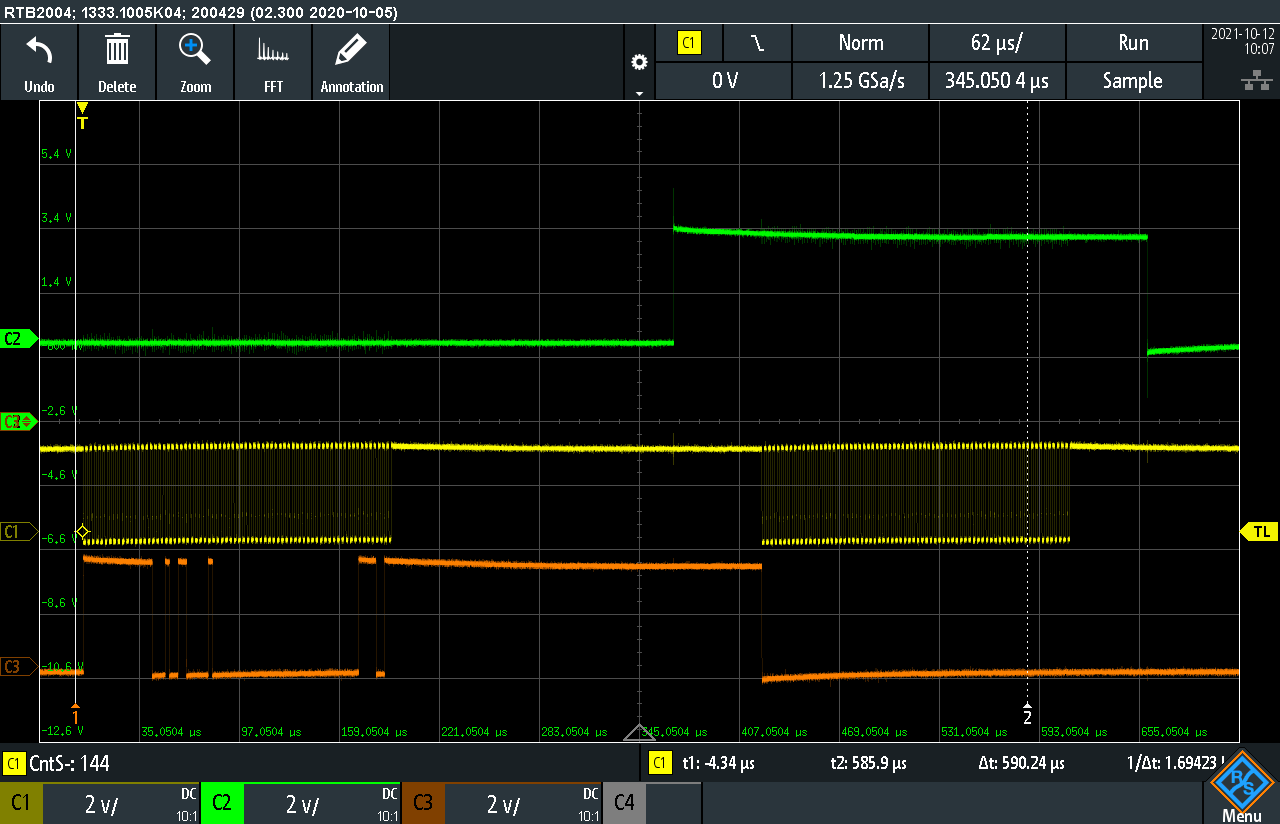 RTB2004; 1333.1005K04; 200429 (02.300 2020-10-05)
Undo
Delete
Zoom
FFT
Annotation
C1
Norm
62 µs/
Run
0 V
1.25 GSa/s
345.050 4 µs
Sample
2021-10-12
10:07
T
5,4 V
3,4 V
1,4 V
C2
-2.6 V
-4.6 V
C1
-6.6 V
TL
-8.6 V
C3
-10.6 V
-12.6 V
1
2
35,0504 µs
97,0504 µs
159,0504 µs
221,0504 µs
283,0504 µs
345,0504 µs
407,0504 µs
469,0504 µs
531,0504 µs
593,0504 µs
655,0504 µs
C1
CntS-: 144
C1
t1: -4.34 µs
t2: 585.9 µs
Δt: 590.24 µs
1/Δt: 1.69423
C1
2 V/
DC
10:1
C2
2 V/
DC
10:1
C3
2 V/
DC
10:1
C4
R
S
Menu